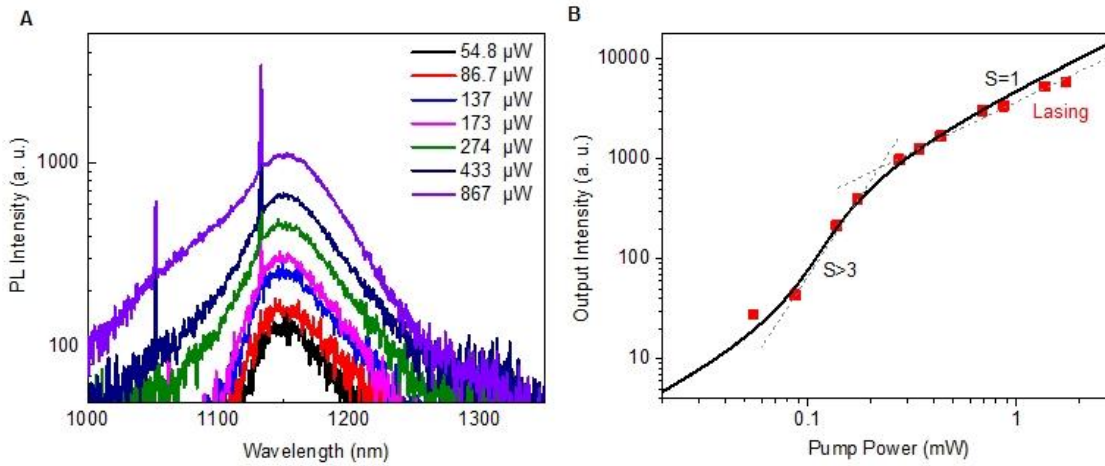 A
PL Intensity (a. u.)
1000
100
54.8 µW
86.7 µW
137 µW
173 µW
274 µW
433 µW
867 µW
1000 1100 1200 1300
Wavelength (nm)
B
Output Intensity (a. u.)
10000
1000
100
10
S=1
Lasing
S>3
0.1 1
Pump Power (mW)